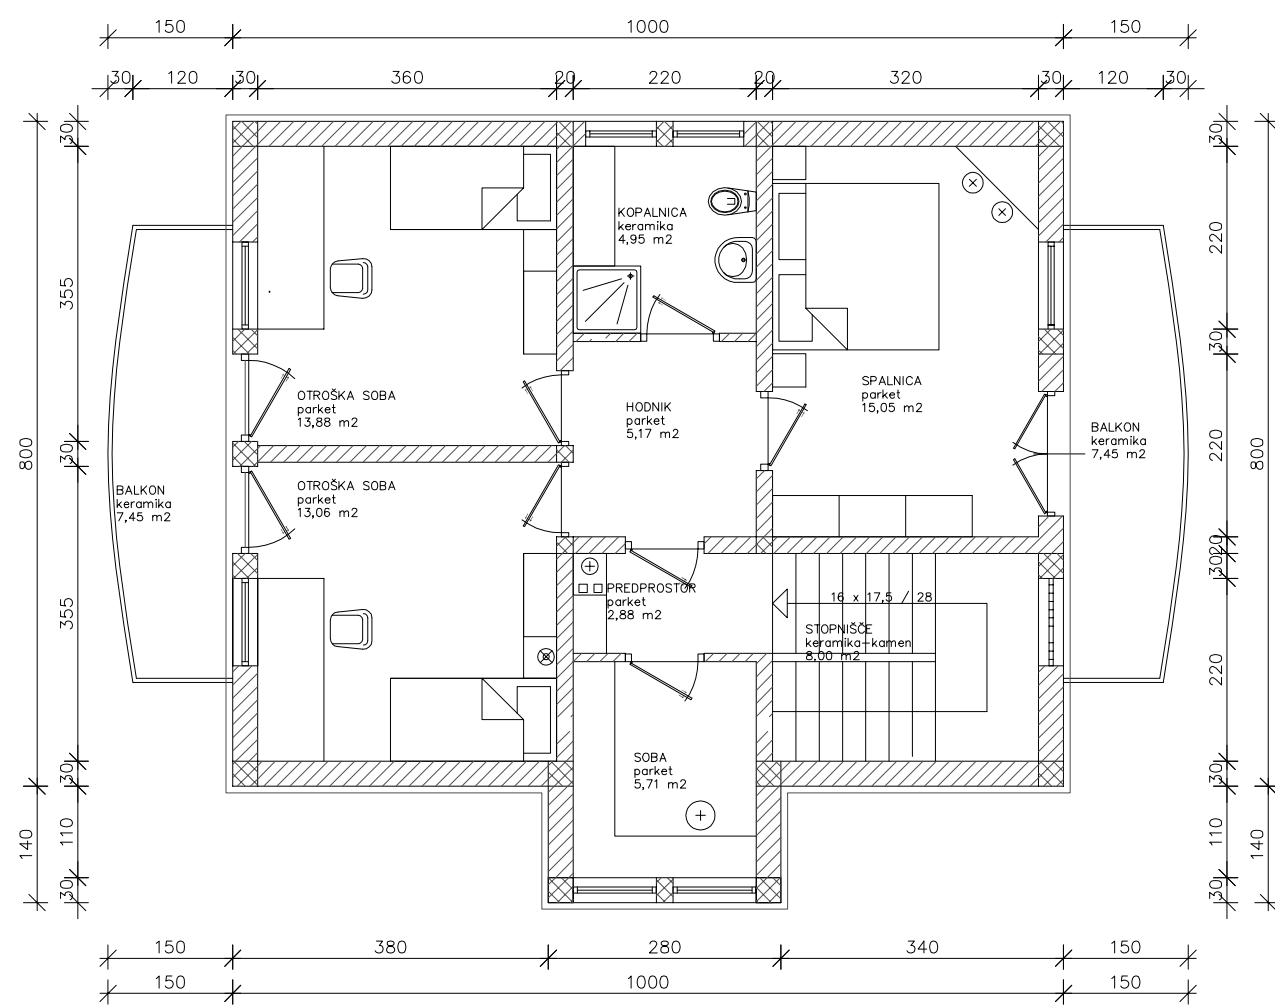 150 1000 150
30 120 30 360 20 220 20 320 30 120 30
30
30
KOPALNICA
keramika
4,95 m2
220
220
355
355
30
30
OTROŠKA SOBA
parket
13,88 m2
HODNIK
parket
5,17 m2
SPALNICA
parket
15,05 m2
BALKON
keramika
7,45 m2
800
30
220
800
OTROŠKA SOBA
parket
13,06 m2
BALKON
keramika
7,45 m2
20
30
PREDPROSTOR
parket
2,88 m2
16 x 17,5 / 28
STOPNIŠČE
keramika-kamen
8,00 m2
355
220
SOBA
parket
5,71 m2
30
30
140
110
110
140
30
30
150 380 280 340 150
150 1000 150